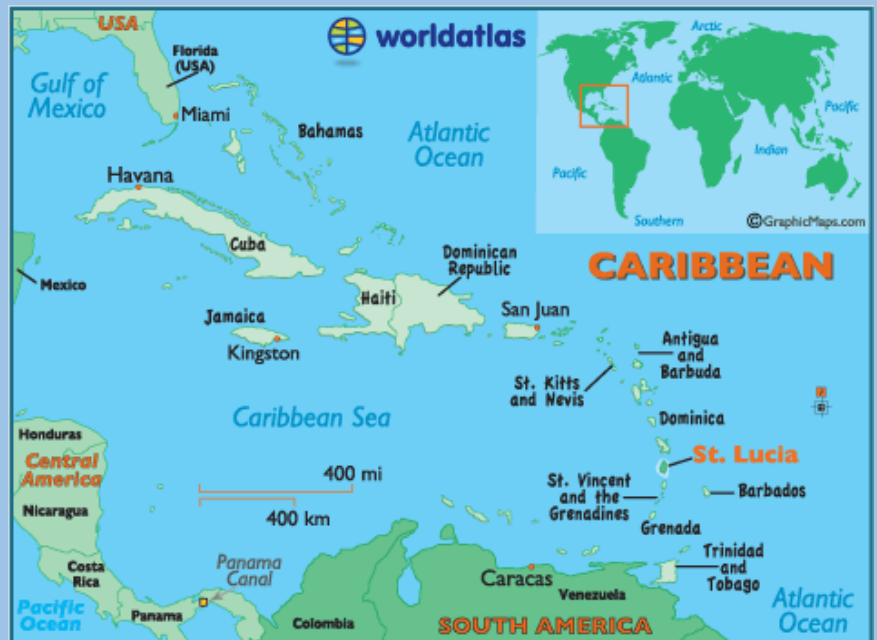 USA
worldatlas
Arctic
Florida
(USA)
Gulf of
Mexico
Atlantic
Miami
Pacific
Bahamas
Atlantic
Ocean
Indian
Havana
Pacific
Southern
©GraphicMaps.com
Cuba
Dominican
Republic
CARIBBEAN
Mexico
Haiti
Jamaica
San Juan
Kingston
Antigua
and
Barbuda
St. Kitts
and Nevis
N
Caribbean Sea
Dominica
Honduras
St. Lucia
Central
America
400 mi
St. Vincent
and the
Grenadines
Barbados
Nicaragua
400 km
Grenada
Trinidad
and
Tobago
Panama
Canal
Costa
Rica
Caracas
Venezuela
Atlantic
Ocean
Pacific
Ocean
Panama
Colombia
SOUTH AMERICA